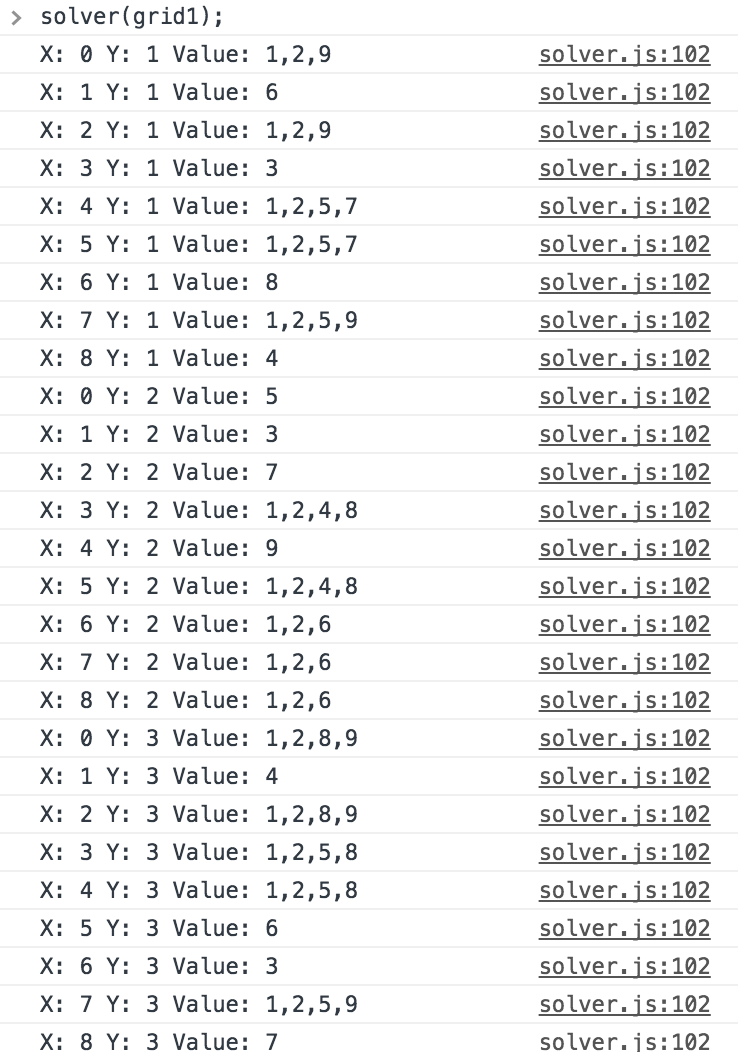 > solver(grid1);
X: 0 Y: 1 Value: 1,2,9 solver.js:102
X: 1 Y: 1 Value: 6 solver.js:102
X: 2 Y: 1 Value: 1,2,9 solver.js:102
X: 3 Y: 1 Value: 3 solver.js:102
X: 4 Y: 1 Value: 1,2,5,7 solver.js:102
X: 5 Y: 1 Value: 1,2,5,7 solver.js:102
X: 6 Y: 1 Value: 8 solver.js:102
X: 7 Y: 1 Value: 1,2,5,9 solver.js:102
X: 8 Y: 1 Value: 4 solver.js:102
X: 0 Y: 2 Value: 5 solver.js:102
X: 1 Y: 2 Value: 3 solver.js:102
X: 2 Y: 2 Value: 7 solver.js:102
X: 3 Y: 2 Value: 1,2,4,8 solver.js:102
X: 4 Y: 2 Value: 9 solver.js:102
X: 5 Y: 2 Value: 1,2,4,8 solver.js:102
X: 6 Y: 2 Value: 1,2,6 solver.js:102
X: 7 Y: 2 Value: 1,2,6 solver.js:102
X: 8 Y: 2 Value: 1,2,6 solver.js:102
X: 0 Y: 3 Value: 1,2,8,9 solver.js:102
X: 1 Y: 3 Value: 4 solver.js:102
X: 2 Y: 3 Value: 1,2,8,9 solver.js:102
X: 3 Y: 3 Value: 1,2,5,8 solver.js:102
X: 4 Y: 3 Value: 1,2,5,8 solver.js:102
X: 5 Y: 3 Value: 6 solver.js:102
X: 6 Y: 3 Value: 3 solver.js:102
X: 7 Y: 3 Value: 1,2,5,9 solver.js:102
X: 8 Y: 3 Value: 7 solver.js:102